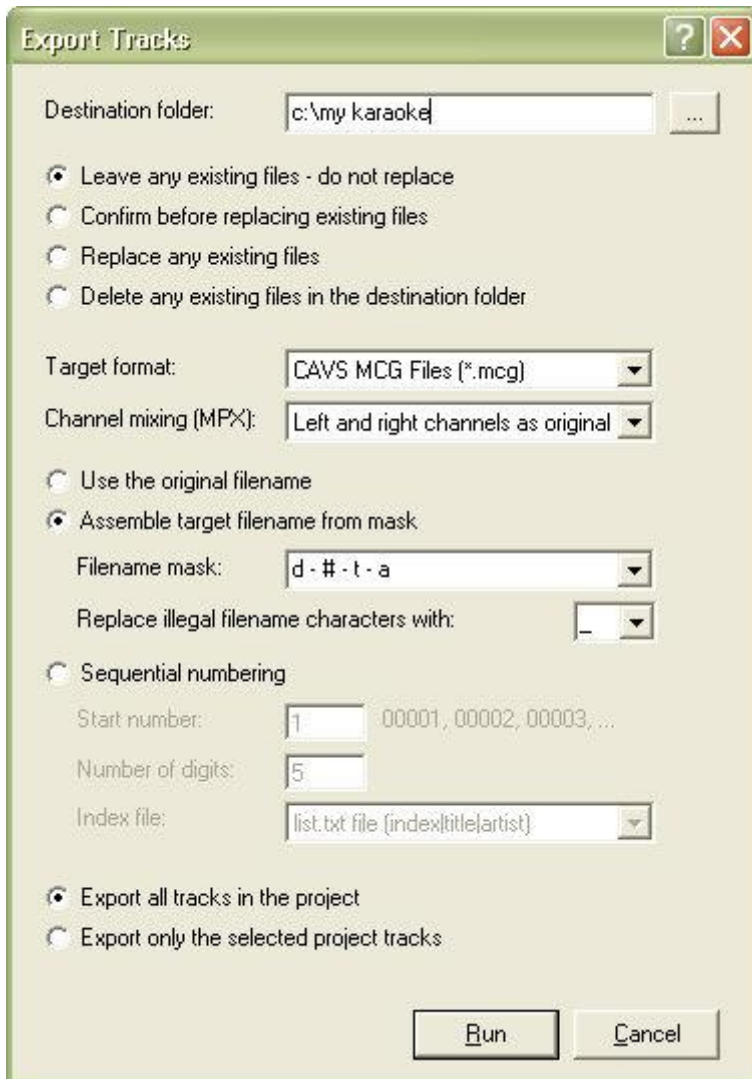 Export Tracks
Destination folder: c:\my karaoke ...
Leave any existing files - do not replace
Confirm before replacing existing files
Replace any existing files
Delete any existing files in the destination folder
Target format: CAVS MCG Files (*.mcg)
Channel mixing (MPX): Left and right channels as original
Use the original filename
Assemble target filename from mask
Filename mask: d - # - t - a
Replace illegal filename characters with: _
Sequential numbering
Start number: 1 00001, 00002, 00003, ...
Number of digits: 5
Index file: list.txt file (index|title|artist)
Export all tracks in the project
Export only the selected project tracks
Run Cancel